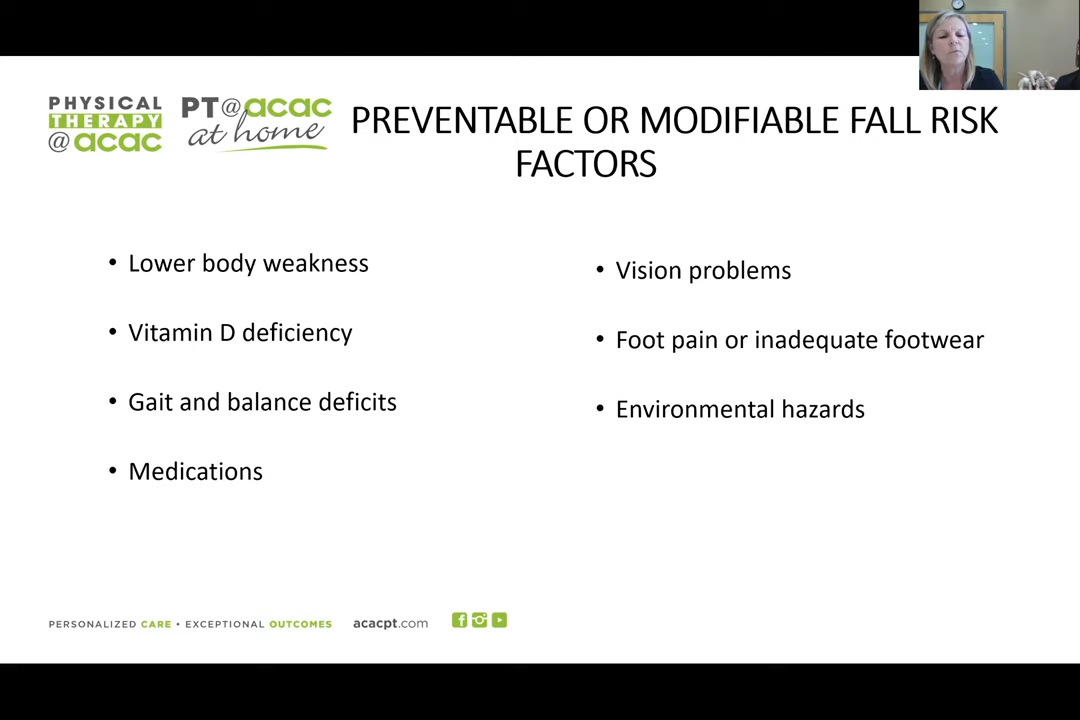 PHYSICAL
THERAPY
@acac
PT@acac
at home
PREVENTABLE OR MODIFIABLE FALL RISK
FACTORS
• Lower body weakness
• Vitamin D deficiency
• Gait and balance deficits
• Medications
• Vision problems
• Foot pain or inadequate footwear
• Environmental hazards
PERSONALIZED CARE • EXCEPTIONAL OUTCOMES
acacpt.com